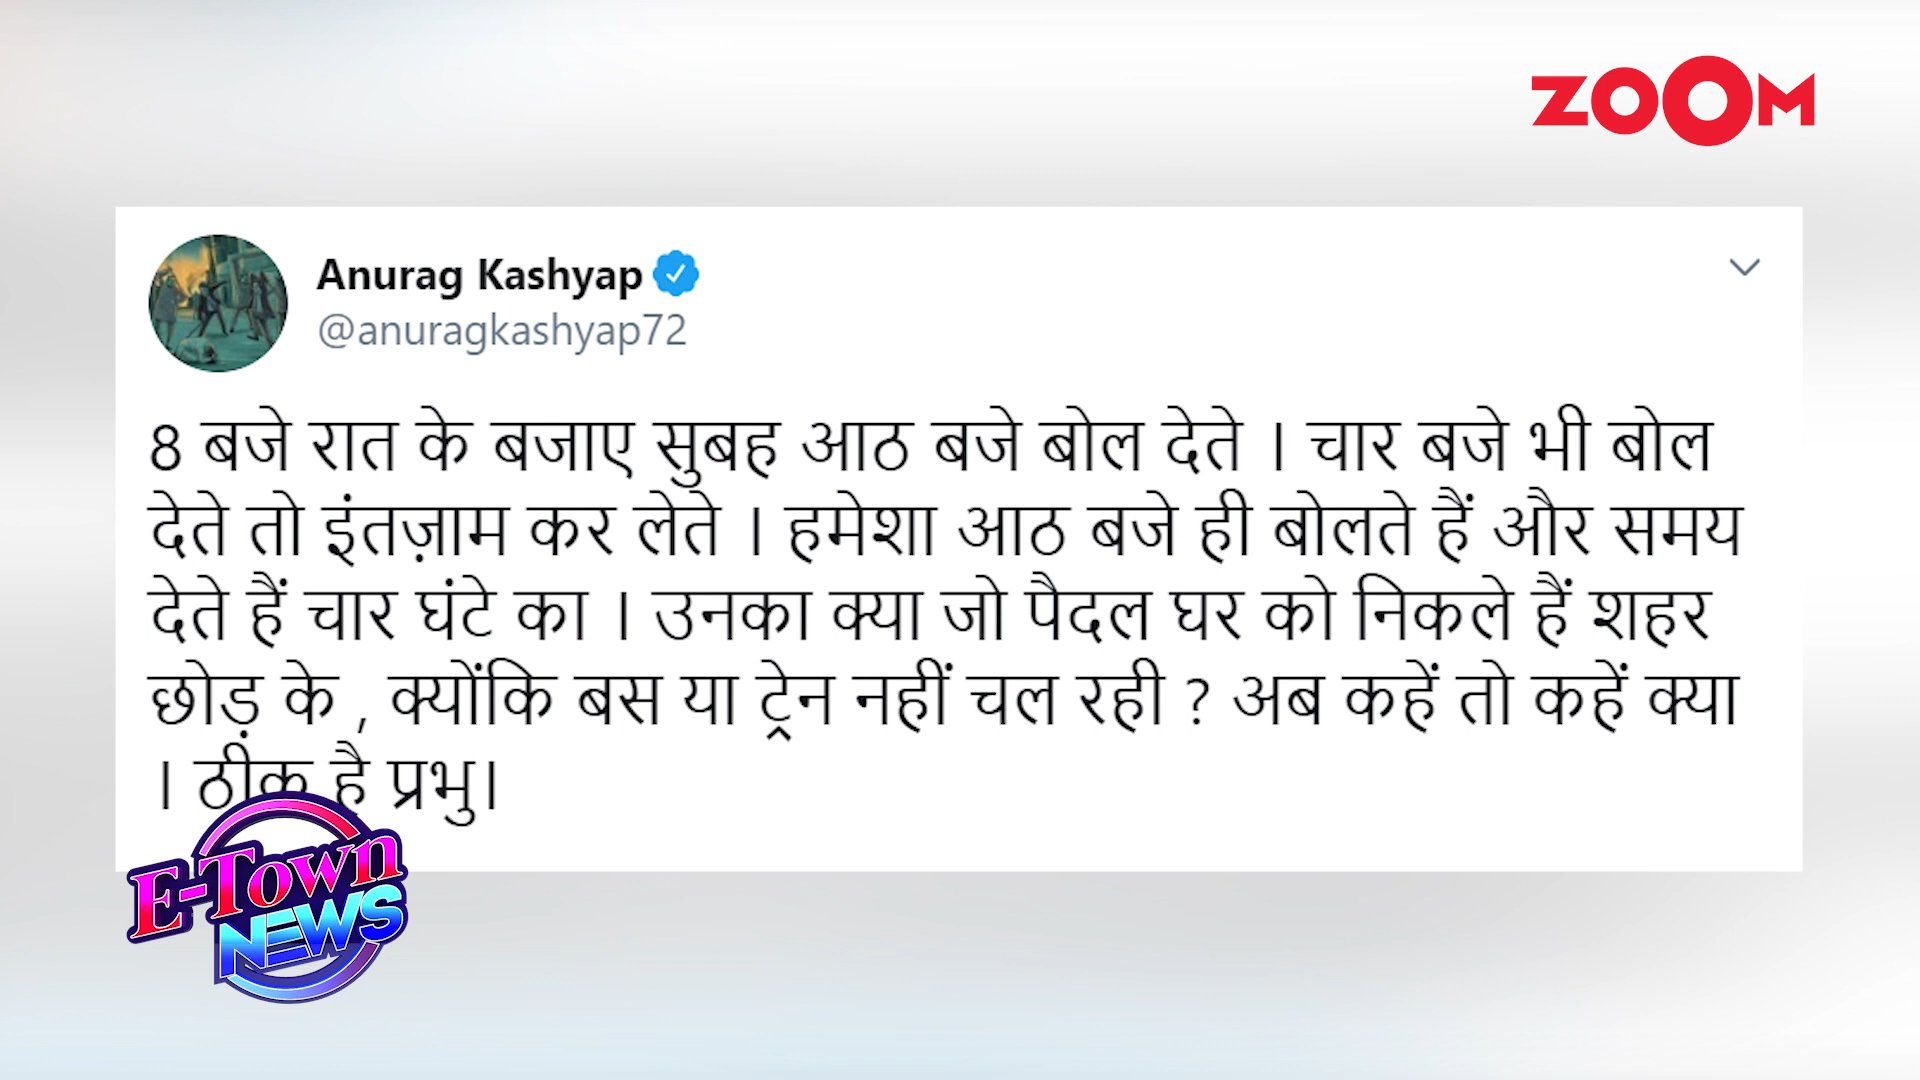 ZOOM
Anurag Kashyap
@anuragkashyap72
8 बजे रात के बजाए सुबह आठ बजे बोल देते । चार बजे भी बोल
देते तो इंतज़ाम कर लेते । हमेशा आठ बजे ही बोलते हैं और समय
देते हैं चार घंटे का । उनका क्या जो पैदल घर को निकले हैं शहर
छोड़ के , क्योंकि बस या ट्रेन नहीं चल रही ? अब कहें तो कहें क्या
। ठीक है प्रभु।
E-Town
NEWS